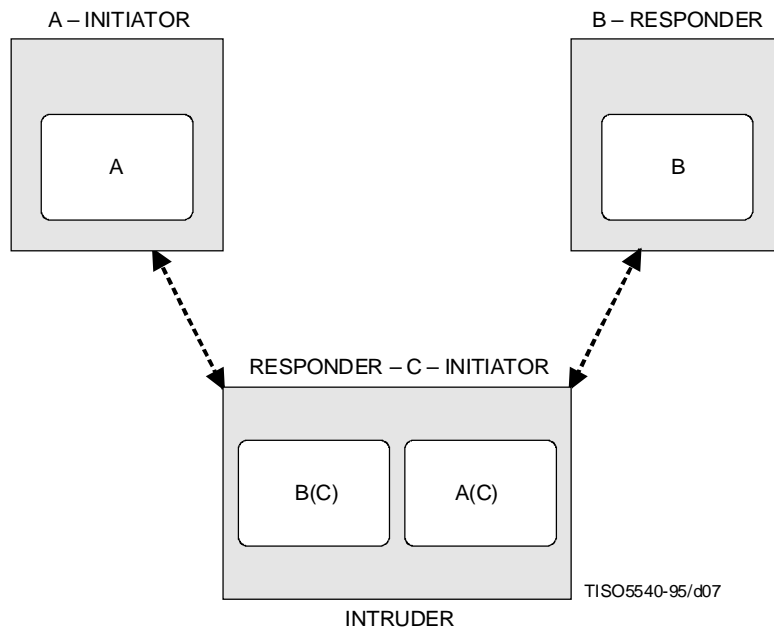 A – INITIATOR
B – RESPONDER
A
B
RESPONDER – C – INITIATOR
B(C)
A(C)
TISO5540-95/d07
INTRUDER